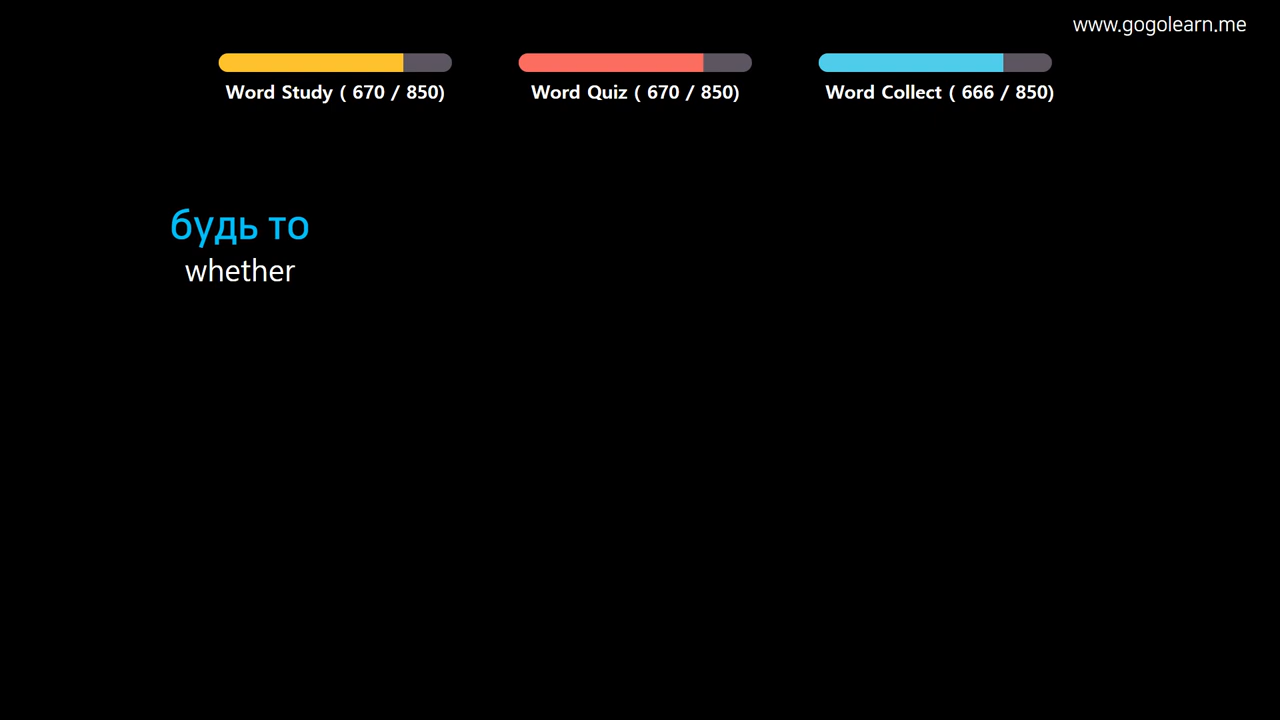 www.gogolearn.me
Word Study ( 670 / 850)
Word Quiz ( 670 / 850)
Word Collect ( 666 / 850)
будь то
whether